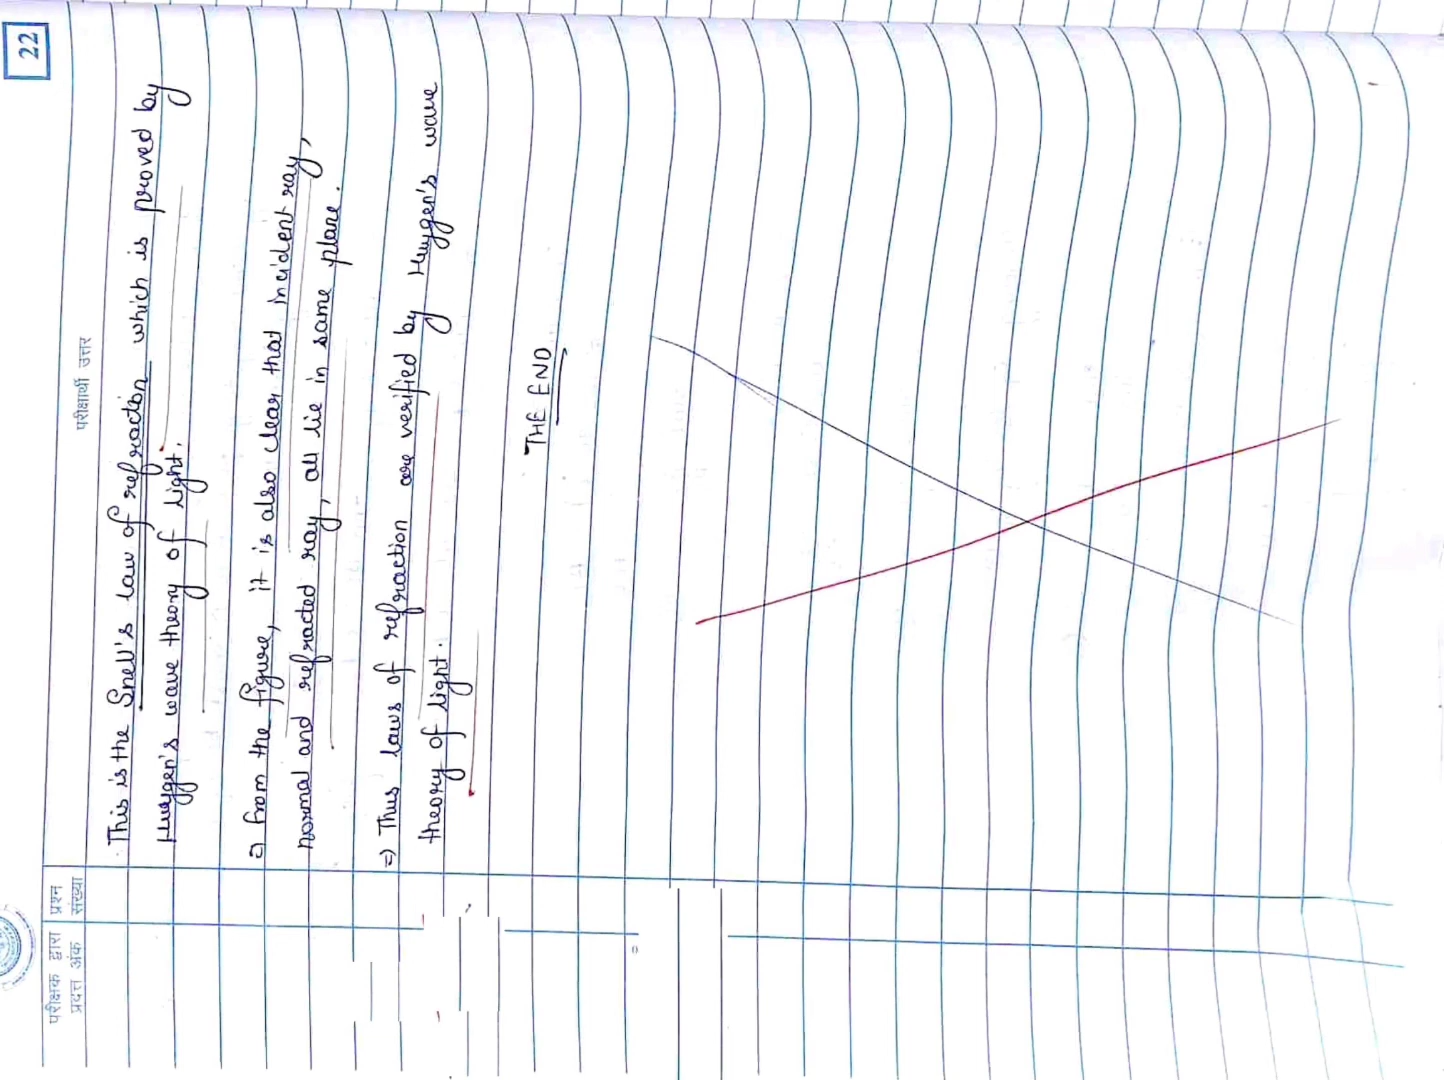 22
परीक्षक द्वारा प्रदत्त अंक
प्रश्न संख्या
परीक्षार्थी उत्तर
This is the Snell's law of refraction which is proved by
Huygen's wave theory of light.
=) from the figure, it is also clear that incident ray,
normal and refracted ray, all lie in same plane.
=) Thus laws of refraction are verified by Huygen's wave
theory of light.
THE END